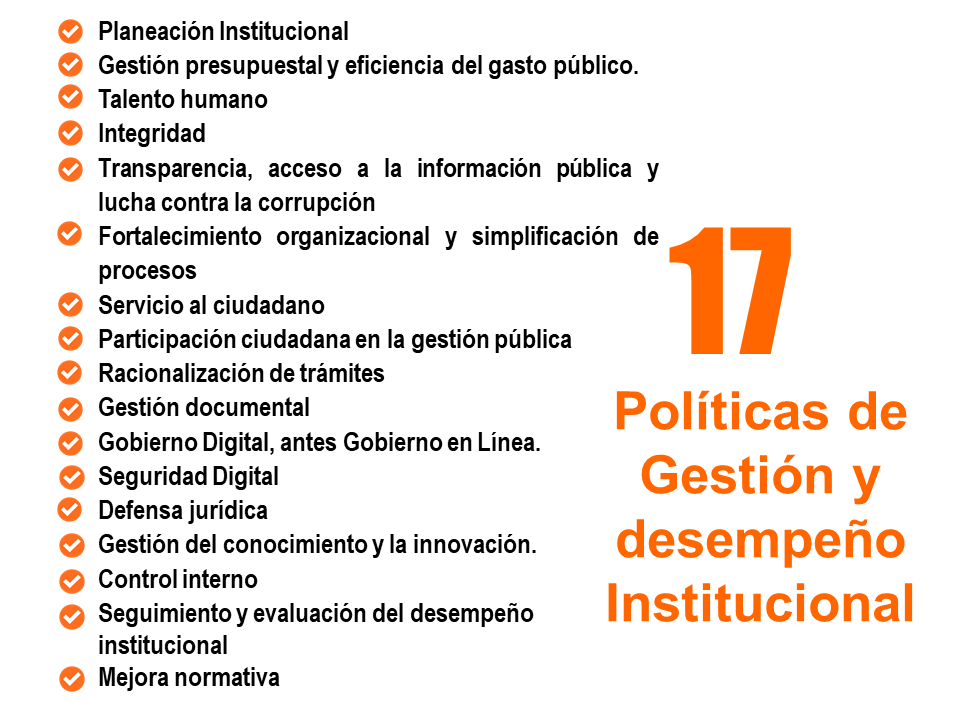 Planeación Institucional
Gestión presupuestal y eficiencia del gasto público.
Talento humano
Integridad
Transparencia, acceso a la información pública y
lucha contra la corrupción
Fortalecimiento organizacional y simplificación de
procesos
Servicio al ciudadano
Participación ciudadana en la gestión pública
Racionalización de trámites
Gestión documental
Gobierno Digital, antes Gobierno en Línea.
Seguridad Digital
Defensa jurídica
Gestión del conocimiento y la innovación.
Control interno
Seguimiento y evaluación del desempeño
institucional
Mejora normativa
17
Políticas de
Gestión y
desempeño
Institucional